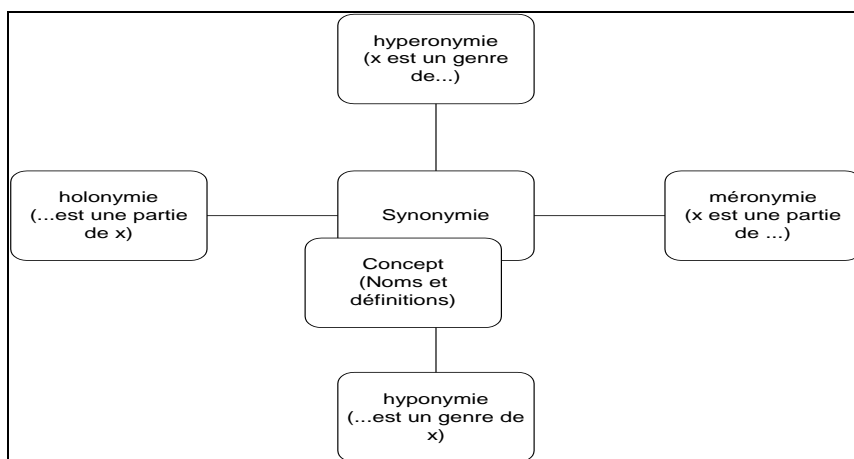 hyperonymie
(x est un genre
de...)
holonymie
(...est une partie
de x)
Synonymie
méronymie
(x est une partie
de ...)
Concept
(Noms et
définitions)
hyponymie
(...est un genre de
x)